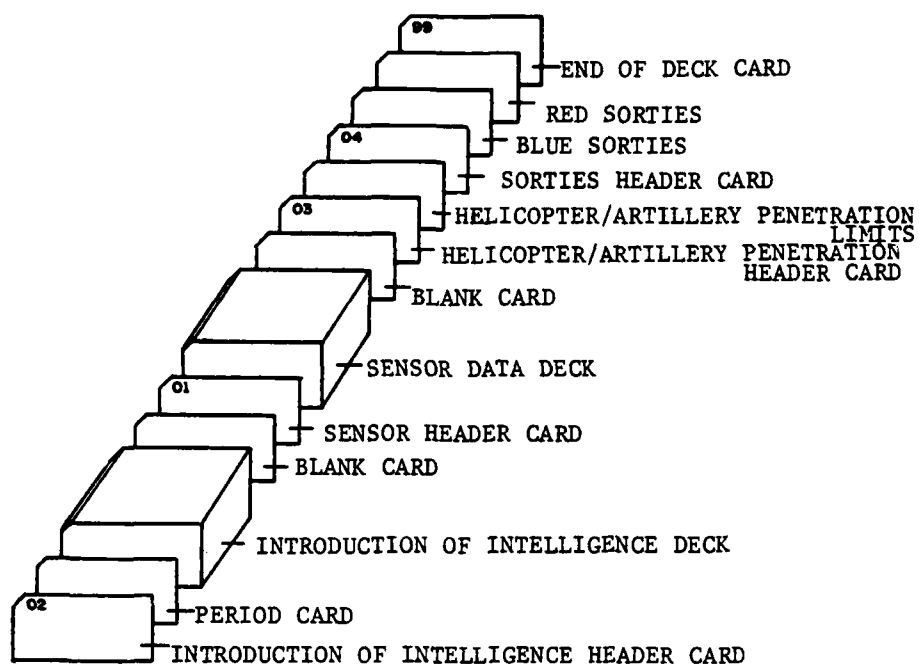 99
END OF DECK CARD
RED SORTIES
BLUE SORTIES
04
SORTIES HEADER CARD
HELICOPTER/ARTILLERY PENETRATION
LIMITS
03
HELICOPTER/ARTILLERY PENETRATION
HEADER CARD
BLANK CARD
SENSOR DATA DECK
01
SENSOR HEADER CARD
BLANK CARD
INTRODUCTION OF INTELLIGENCE DECK
PERIOD CARD
02
INTRODUCTION OF INTELLIGENCE HEADER CARD